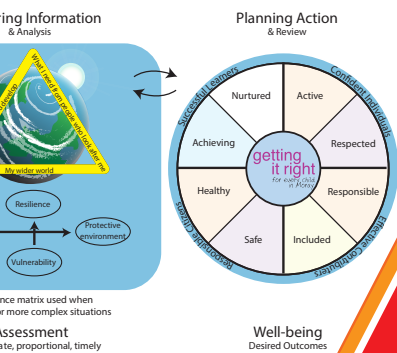 ring Information
& Analysis
develop
What I need from people who look after me
My wider world
Resilience
Protective
environment
Vulnerability
nce matrix used when
or more complex situations
Assessment
ate, proportional, timely
Planning Action
& Review
Successful Learners
Confident Individuals
Nurtured
Active
Achieving
Respected
getting
it right
for every child
in Moray
Healthy
Responsible
Safe
Included
Responsible Citizens
Effective Contributors
Well-being
Desired Outcomes